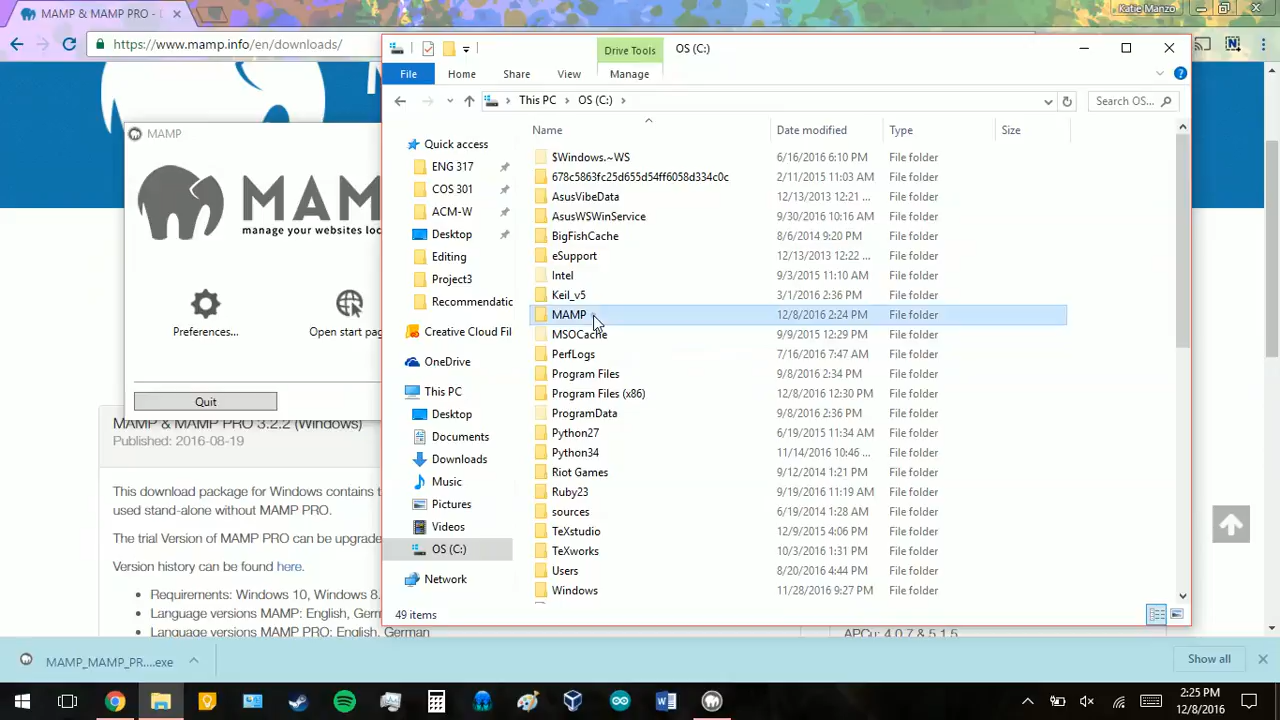 MAMP & MAMP PRO - D
Katie Manzo
https://www.mamp.info/en/downloads/
Drive Tools
OS (C:)
File
Home
Share
View
Manage
This PC
OS (C:)
Search OS...
MAMP
MAMP
manage your websites loc
Preferences...
Open start pag
Quit
Quick access
ENG 317
COS 301
ACM-W
Desktop
Editing
Project3
Recommendatic
Creative Cloud Fil
OneDrive
This PC
Desktop
Documents
Downloads
Music
Pictures
Videos
OS (C:)
Network
Name Date modified Type Size
$Windows.~WS 6/16/2016 6:10 PM File folder
678c5863fc25d655d54ff6058d334c0c 2/11/2015 11:03 AM File folder
AsusVibeData 12/13/2013 12:21 ... File folder
AsusWSWinService 9/30/2016 10:16 AM File folder
BigFishCache 8/6/2014 9:20 PM File folder
eSupport 12/13/2013 12:22 ... File folder
Intel 9/3/2015 11:10 AM File folder
Keil_v5 3/1/2016 2:36 PM File folder
MAMP 12/8/2016 2:24 PM File folder
MSOCache 9/9/2015 12:29 PM File folder
PerfLogs 7/16/2016 7:47 AM File folder
Program Files 9/8/2016 2:34 PM File folder
Program Files (x86) 12/8/2016 12:30 PM File folder
ProgramData 9/8/2016 2:36 PM File folder
Python27 6/19/2015 11:34 AM File folder
Python34 11/14/2016 10:46 ... File folder
Riot Games 9/12/2014 1:21 PM File folder
Ruby23 9/19/2016 11:19 AM File folder
sources 6/19/2014 1:28 AM File folder
TeXstudio 12/9/2015 4:06 PM File folder
TeXworks 10/3/2016 1:31 PM File folder
Users 8/20/2016 4:44 PM File folder
Windows 11/28/2016 9:27 PM File folder
49 items
MAMP & MAMP PRO 3.2.2 (Windows)
Published: 2016-08-19
This download package for Windows contains t
used stand-alone without MAMP PRO.
The trial Version of MAMP PRO can be upgrade
Version history can be found here.
Requirements: Windows 10, Windows 8.
Language versions MAMP: English, Germ
Language versions MAMP PRO: English, German
APCu: 4.0.7 & 5.1.5
MAMP_MAMP_PR....exe
Show all
2:25 PM
12/8/2016